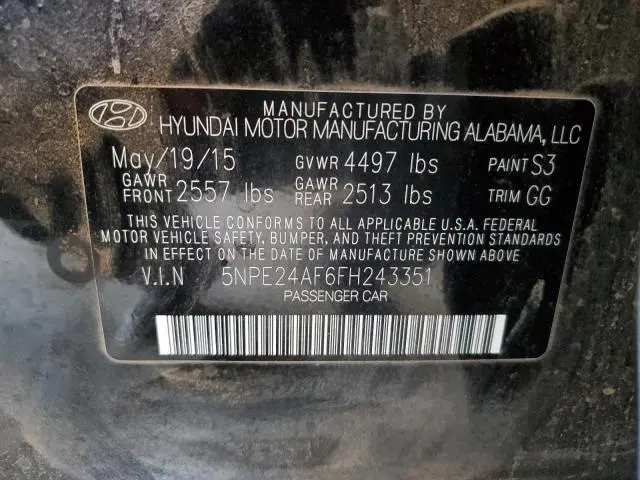 MANUFACTURED BY
HYUNDAI MOTOR MANUFACTURING ALABAMA, LLC
May/19/15 GVWR 4497 lbs PAINT S3
GAWR FRONT 2557 lbs GAWR REAR 2513 lbs TRIM GG
THIS VEHICLE CONFORMS TO ALL APPLICABLE U.S.A. FEDERAL
MOTOR VEHICLE SAFETY, BUMPER, AND THEFT PREVENTION STANDARDS
IN EFFECT ON THE DATE OF MANUFACTURE SHOWN ABOVE
V.I.N 5NPE24AF6FH243351
PASSENGER CAR